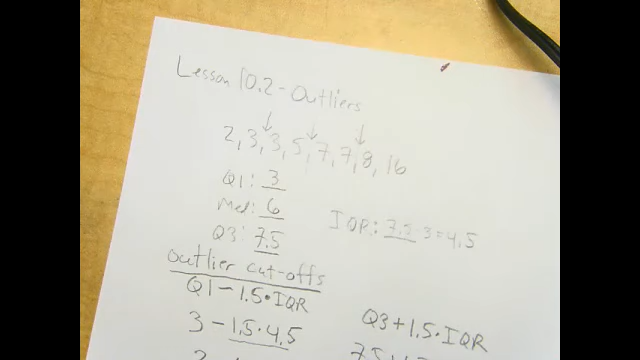 Lesson 10.2 - Outliers
2, 3, 3, 5, 7, 7, 8, 16
Q1: 3
Med: 6
Q3: 7.5
IQR: 7.5 - 3 = 4.5
Outlier cut-offs
Q1 - 1.5 • IQR
Q3 + 1.5 • IQR
3 - 1.5 • 4.5